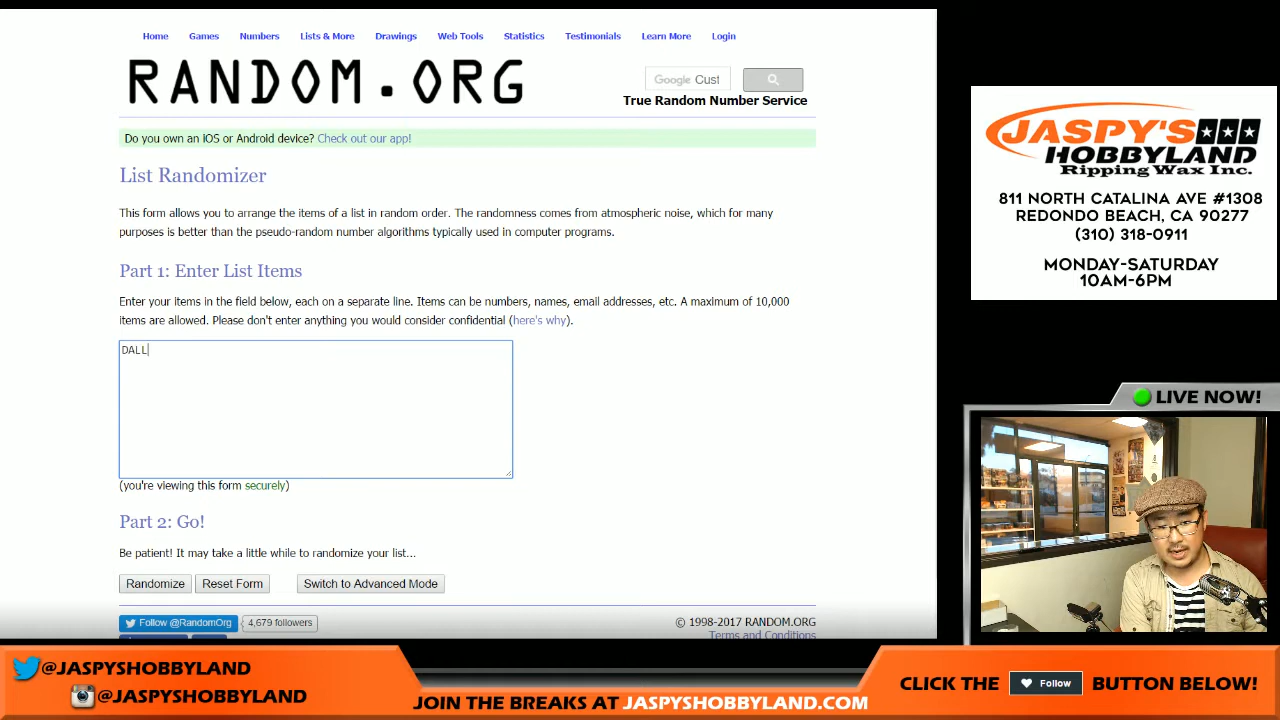 Home Games Numbers Lists & More Drawings Web Tools Statistics Testimonials Learn More Login
RANDOM.ORG
Google Cust
True Random Number Service
Do you own an iOS or Android device? Check out our app!
List Randomizer
This form allows you to arrange the items of a list in random order. The randomness comes from atmospheric noise, which for many
purposes is better than the pseudo-random number algorithms typically used in computer programs.
Part 1: Enter List Items
Enter your items in the field below, each on a separate line. Items can be numbers, names, email addresses, etc. A maximum of 10,000
items are allowed. Please don't enter anything you would consider confidential (here's why).
DALL
(you're viewing this form securely)
Part 2: Go!
Be patient! It may take a little while to randomize your list...
Randomize Reset Form Switch to Advanced Mode
Follow @RandomOrg 4,679 followers
© 1998-2017 RANDOM.ORG
Terms and Conditions
JASPY'S
HOBBYLAND
Ripping Wax Inc.
811 NORTH CATALINA AVE #1308
REDONDO BEACH, CA 90277
(310) 318-0911
MONDAY-SATURDAY
10AM-6PM
LIVE NOW!
@JASPYSHOBBYLAND
@JASPYSHOBBYLAND
JOIN THE BREAKS AT JASPYSHOBBYLAND.COM
CLICK THE Follow BUTTON BELOW!